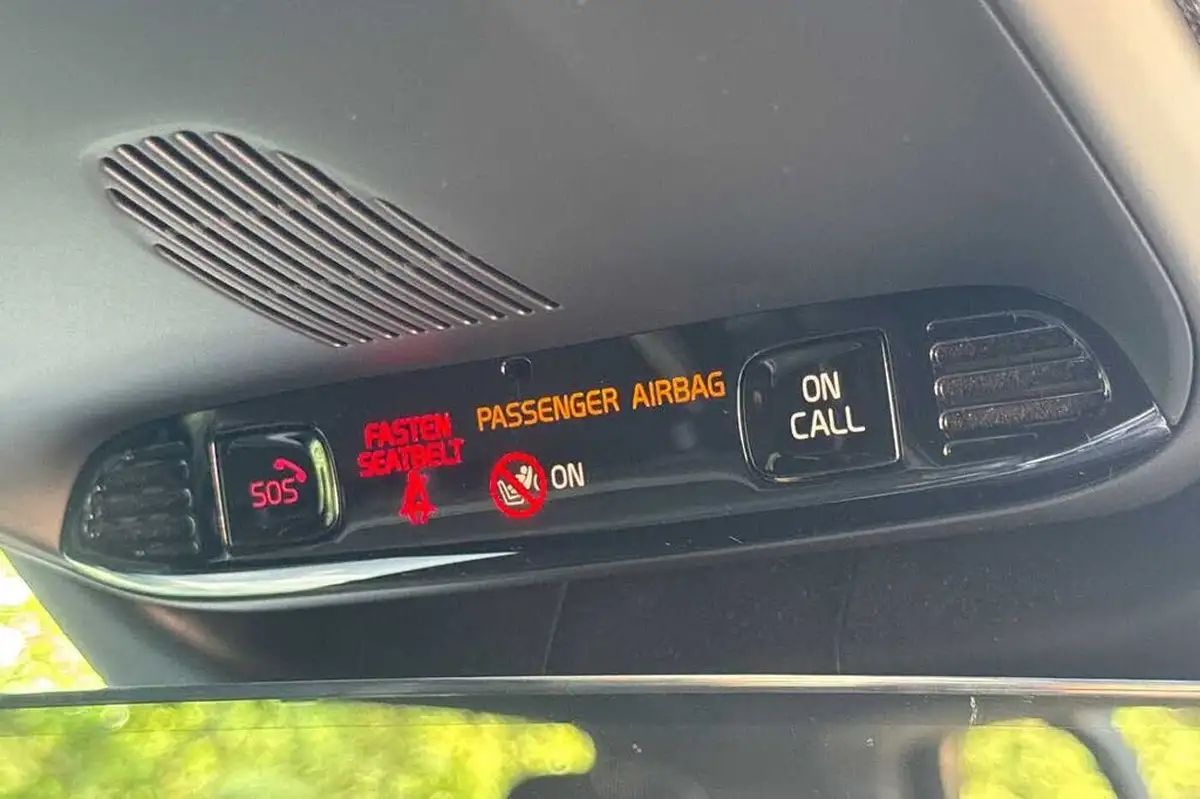 SOS
FASTEN
SEATBELT
PASSENGER AIRBAG
ON
ON
CALL